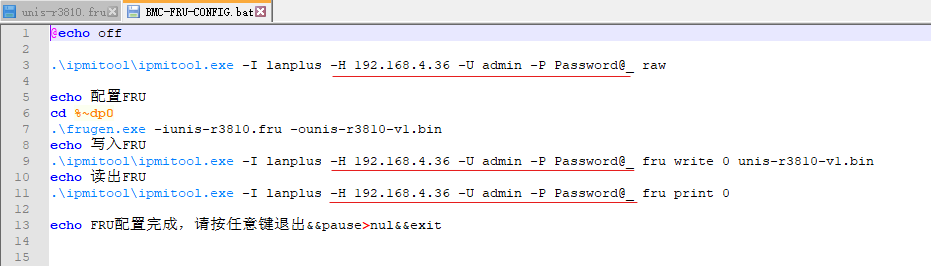 unis-r3810.fru
BMC-FRU-CONFIG.bat
1 @echo off
2
3 .\ipmitool\ipmitool.exe -I lanplus -H 192.168.4.36 -U admin -P Password@_ raw
4
5 echo 配置FRU
6 cd %~dp0
7 .\frugen.exe -iunis-r3810.fru -ounis-r3810-v1.bin
8 echo 写入FRU
9 .\ipmitool\ipmitool.exe -I lanplus -H 192.168.4.36 -U admin -P Password@_ fru write 0 unis-r3810-v1.bin
10 echo 读出FRU
11 .\ipmitool\ipmitool.exe -I lanplus -H 192.168.4.36 -U admin -P Password@_ fru print 0
12
13 echo FRU配置完成，请按任意键退出&&pause>nul&&exit
14
15